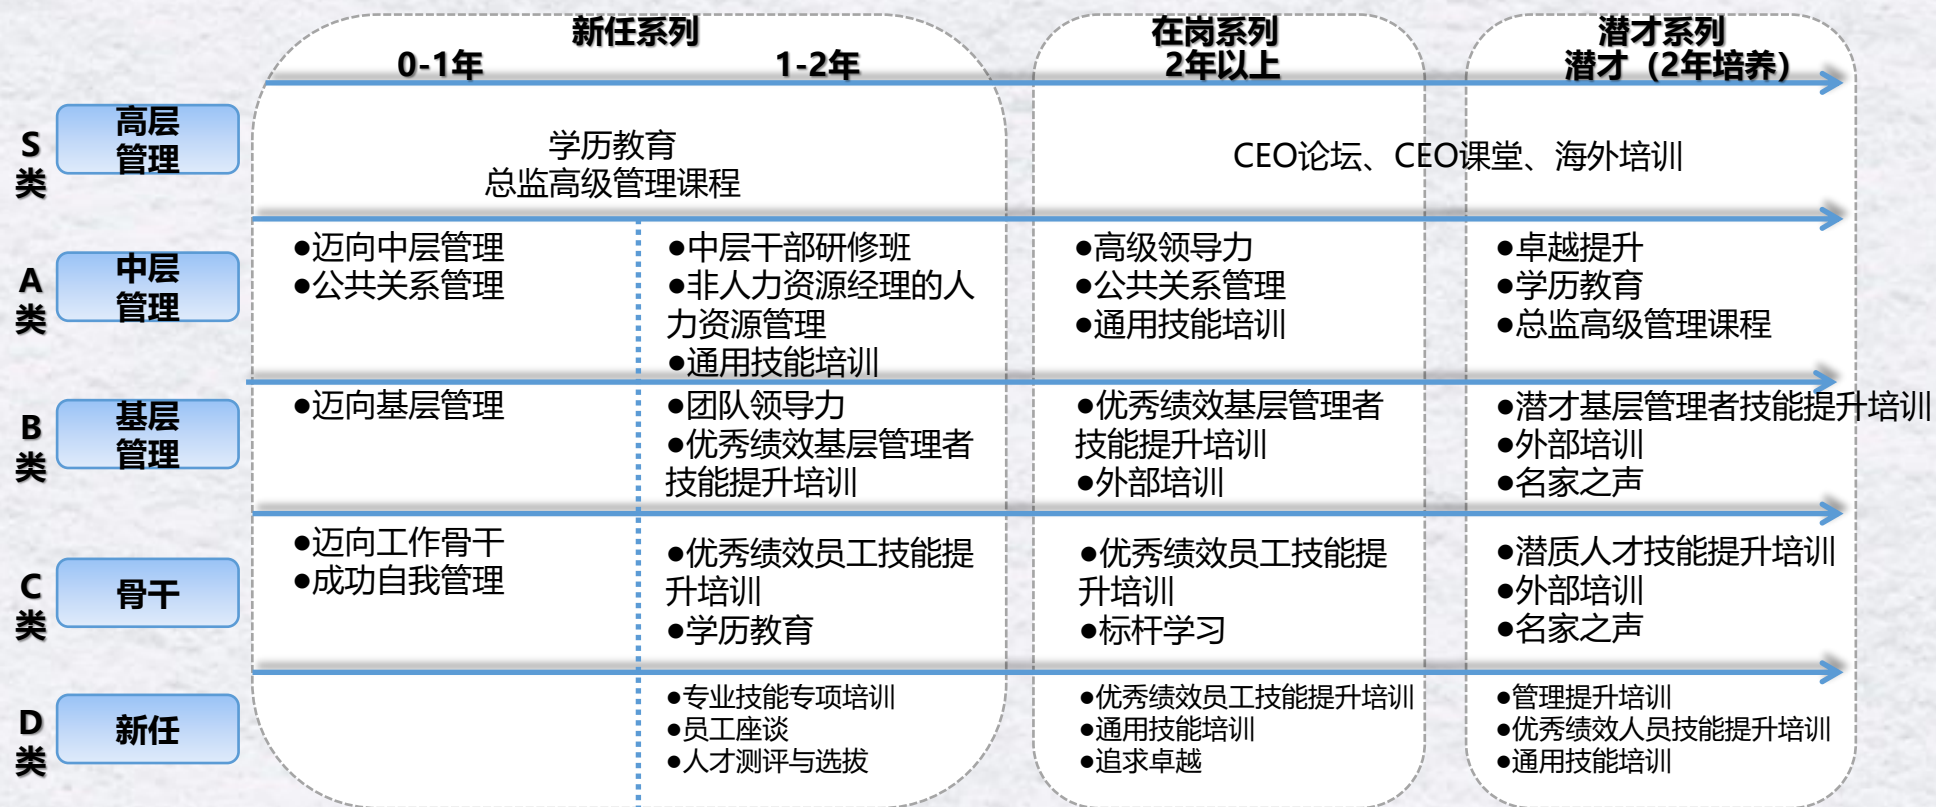 新任系列
0-1年
1-2年
在岗系列
2年以上
潜才系列
潜才（2年培养）
S
类
高层
管理
学历教育
总监高级管理课程
CEO论坛、CEO课堂、海外培训
A
类
中层
管理
●迈向中层管理
●公共关系管理
●中层干部研修班
●非人力资源经理的人
力资源管理
●通用技能培训
●高级领导力
●公共关系管理
●通用技能培训
●卓越提升
●学历教育
●总监高级管理课程
B
类
基层
管理
●迈向基层管理
●团队领导力
●优秀绩效基层管理者
技能提升培训
●优秀绩效基层管理者
技能提升培训
●外部培训
●潜才基层管理者技能提升培训
●外部培训
●名家之声
C
类
骨干
●迈向工作骨干
●成功自我管理
●优秀绩效员工技能提
升培训
●学历教育
●优秀绩效员工技能提
升培训
●标杆学习
●潜质人才技能提升培训
●外部培训
●名家之声
D
类
新任
●专业技能专项培训
●员工座谈
●人才测评与选拔
●优秀绩效员工技能提升培训
●通用技能培训
●追求卓越
●管理提升培训
●优秀绩效人员技能提升培训
●通用技能培训